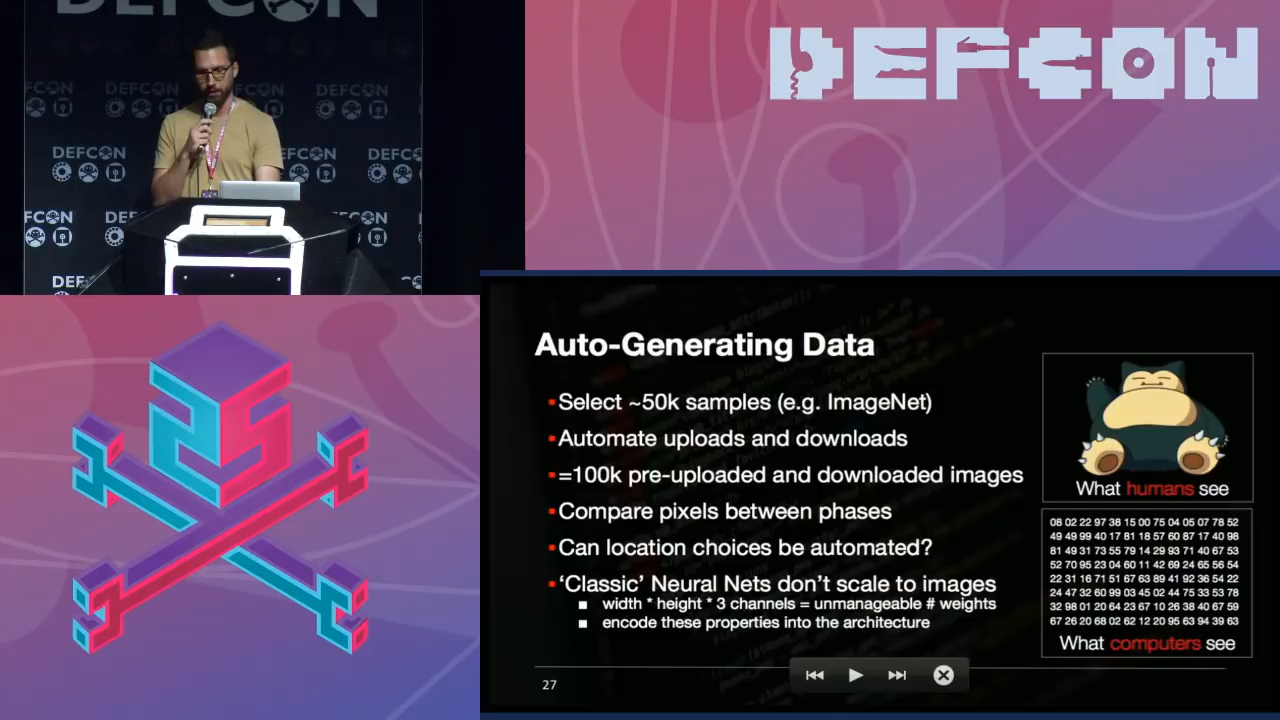 DEFCON
DEFCON
DEFCON
DEFCON
DEFCON
FCON
DEF
Auto-Generating Data
Select ~50k samples (e.g. ImageNet)
Automate uploads and downloads
=100k pre-uploaded and downloaded images
Compare pixels between phases
Can location choices be automated?
‘Classic’ Neural Nets don’t scale to images
width * height * 3 channels = unmanageable # weights
encode these properties into the architecture
27
What humans see
08 02 22 97 38 15 00 75 04 05 07 78 52
49 49 99 40 17 81 18 57 60 87 17 40 98
81 49 31 73 55 79 14 29 93 71 40 67 53
52 70 95 23 04 60 11 42 69 24 65 56 54
22 31 16 71 51 67 63 89 41 92 36 54 22
24 47 32 60 99 03 45 02 44 75 33 53 78
32 98 01 20 64 23 67 10 26 38 40 67 59
67 26 20 68 02 62 12 20 95 63 94 39 63
What computers see